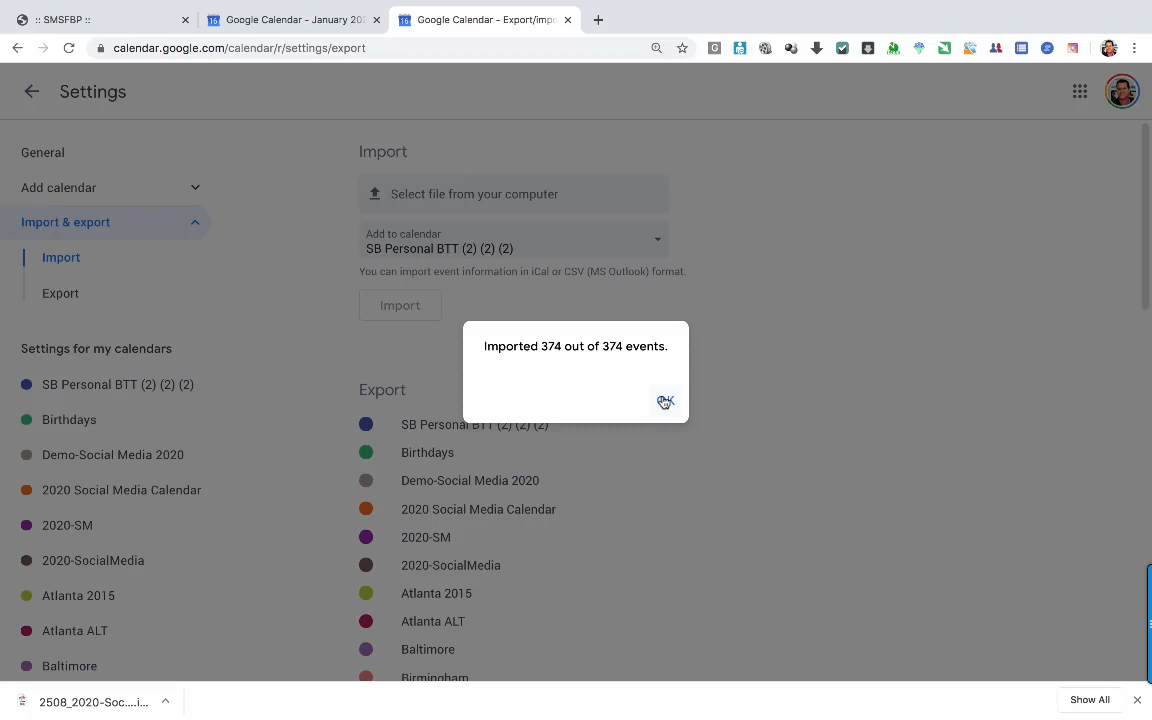 :: SMSFBP ::
Google Calendar - January 202
Google Calendar - Export/impo
calendar.google.com/calendar/r/settings/export
Settings
General
Add calendar
Import & export
Import
Export
Settings for my calendars
SB Personal BTT (2) (2) (2)
Birthdays
Demo-Social Media 2020
2020 Social Media Calendar
2020-SM
2020-SocialMedia
Atlanta 2015
Atlanta ALT
Baltimore
Import
Select file from your computer
Add to calendar
SB Personal BTT (2) (2) (2)
You can import event information in iCal or CSV (MS Outlook) format.
Import
Imported 374 out of 374 events.
OK
Export
SB Personal BTT (2) (2) (2)
Birthdays
Demo-Social Media 2020
2020 Social Media Calendar
2020-SM
2020-SocialMedia
Atlanta 2015
Atlanta ALT
Baltimore
Birmingham
2508_2020-Soc....i...
Show All